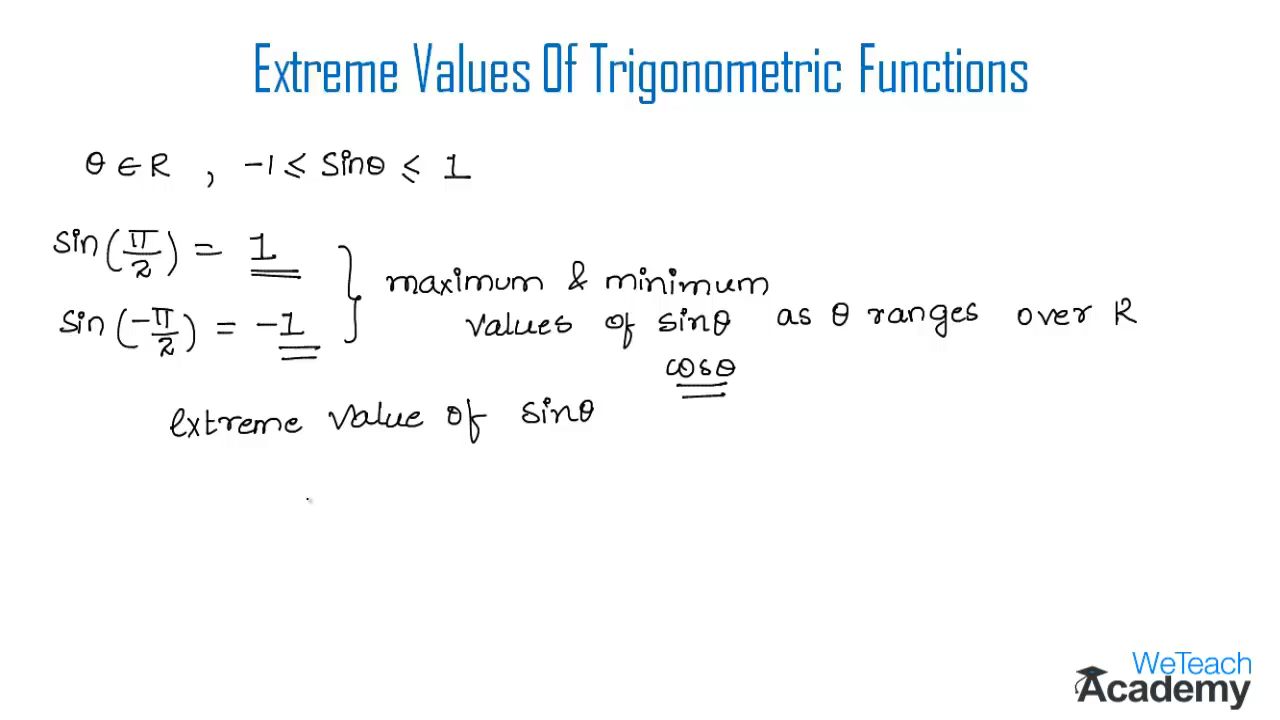 Extreme Values Of Trigonometric Functions
θ ∈ R , -1 ⩽ Sinθ ⩽ 1
sin(π/2) = 1
sin(-π/2) = -1
maximum & minimum
values of sinθ as θ ranges over R
cosθ
extreme value of sinθ
WeTeach
Academy